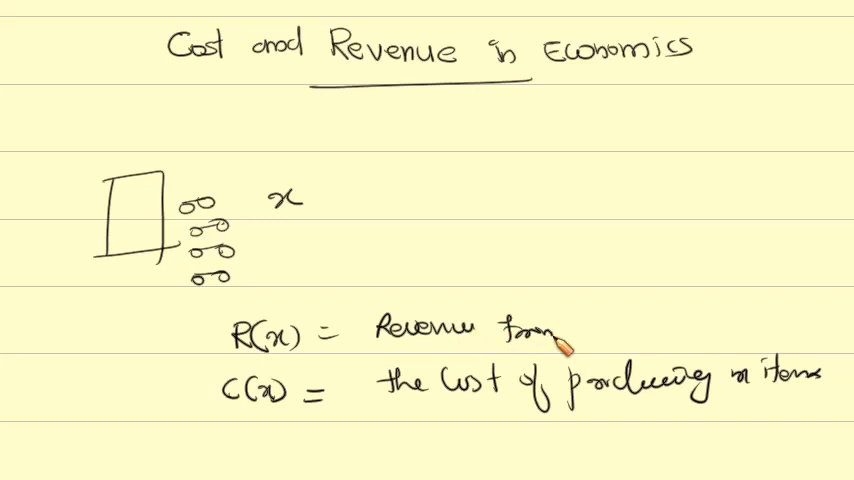 Cost and Revenue in Economics
x
R(x) = Revenue from
C(x) = the cost of producing x items